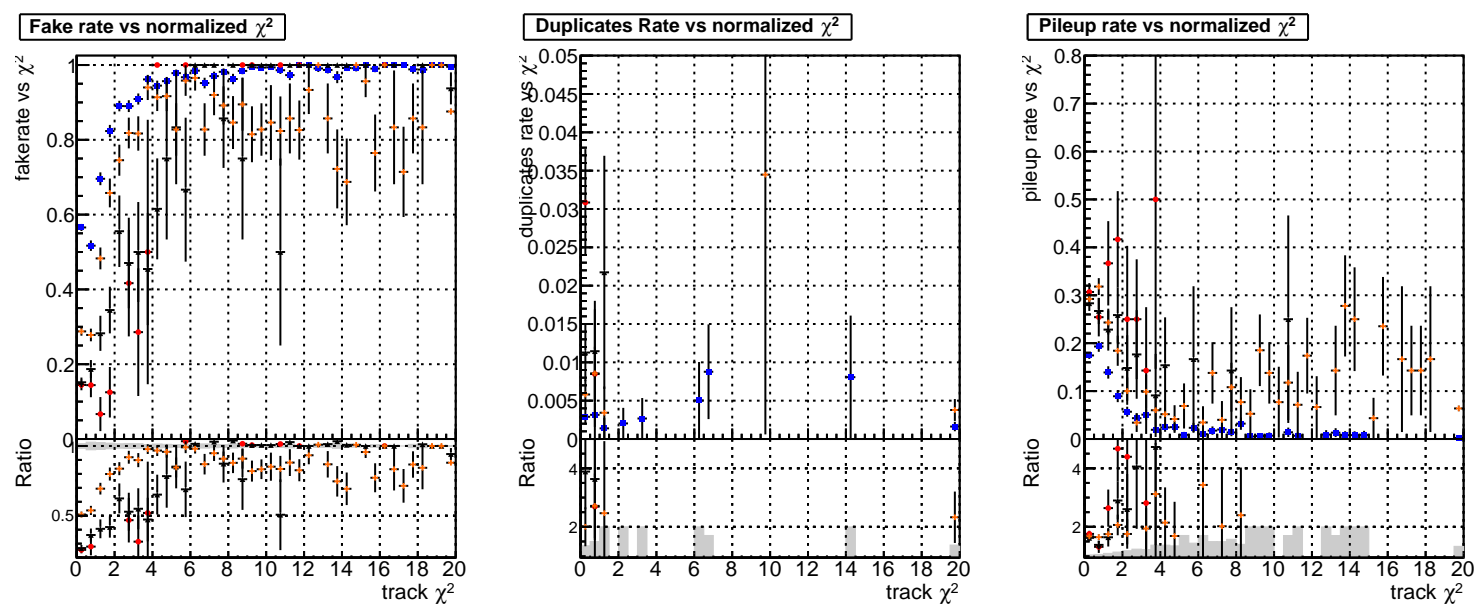 Fake rate vs normalized χ²
fakerate vs χ²
1
0.8
0.6
0.4
0.2
0
Ratio
1
0.5
0 2 4 6 8 10 12 14 16 18 20
track χ²
Duplicates Rate vs normalized χ²
duplicates rate vs χ²
0.05
0.045
0.04
0.035
0.03
0.025
0.02
0.015
0.01
0.005
0
Ratio
4
2
0 2 4 6 8 10 12 14 16 18 20
track χ²
Pileup rate vs normalized χ²
pileup rate vs χ²
0.8
0.7
0.6
0.5
0.4
0.3
0.2
0.1
0
Ratio
4
2
0 2 4 6 8 10 12 14 16 18 20
track χ²